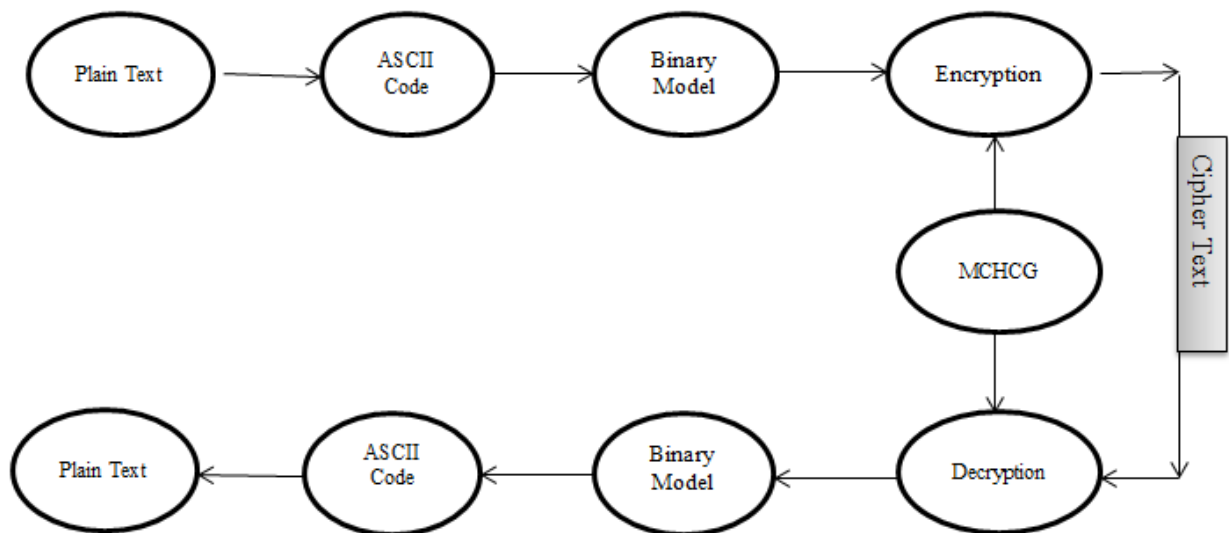 Plain Text
ASCII
Code
Binary
Model
Encryption
Cipher Text
MCHCG
Plain Text
ASCII
Code
Binary
Model
Decryption